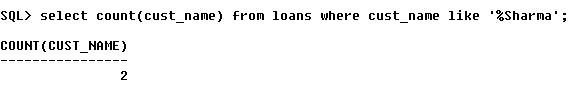 SQL> select count(cust_name) from loans where cust_name like '%Sharma';
COUNT(CUST_NAME)
----------------
2